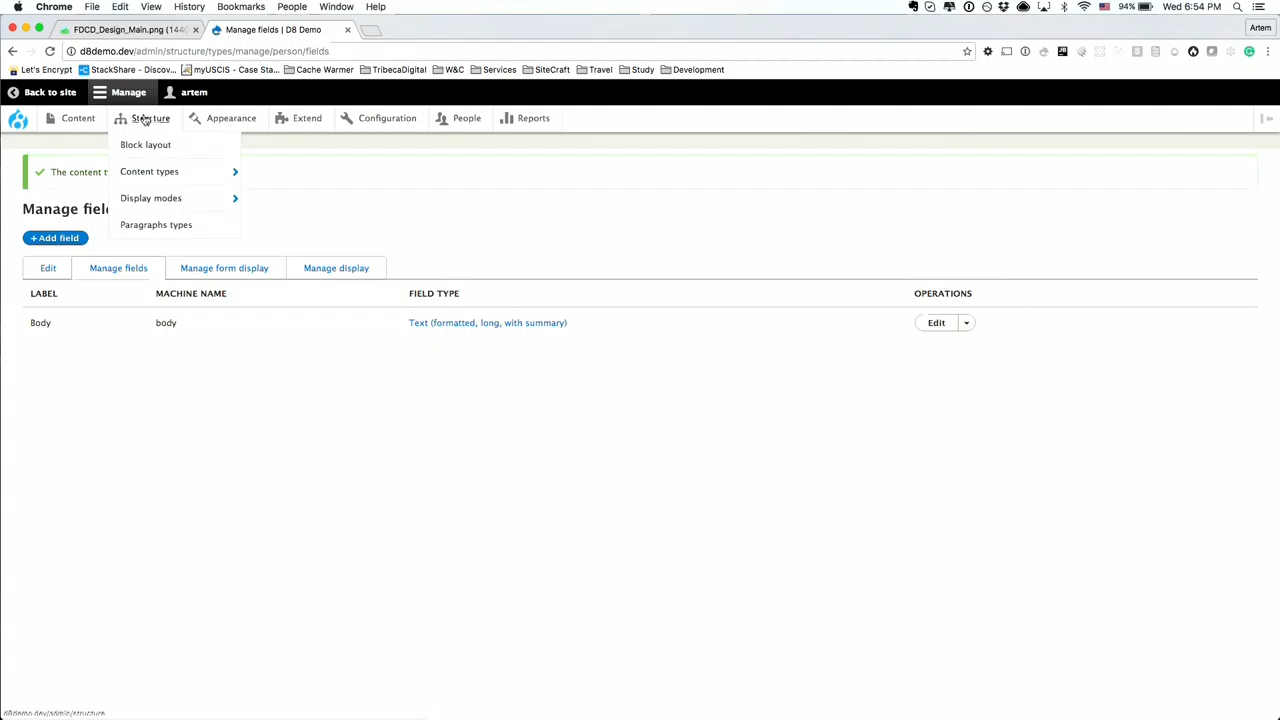 Chrome File Edit View History Bookmarks People Window Help 94% Wed 6:54 PM
FDCD_Design_Main.png (1440 Manage fields | D8 Demo Artem
d8demo.dev/admin/structure/types/manage/person/fields
Let's Encrypt StackShare - Discov... myUSCIS - Case Sta... Cache Warmer TribecaDigital W&C Services SiteCraft Travel Study Development
Back to site Manage artem
Content Structure Appearance Extend Configuration People Reports
Block layout
Content types
The content t
Display modes
Manage fiel
Paragraphs types
+ Add field
Edit Manage fields Manage form display Manage display
LABEL MACHINE NAME FIELD TYPE OPERATIONS
Body body Text (formatted, long, with summary) Edit
d8demo.dev/admin/structure